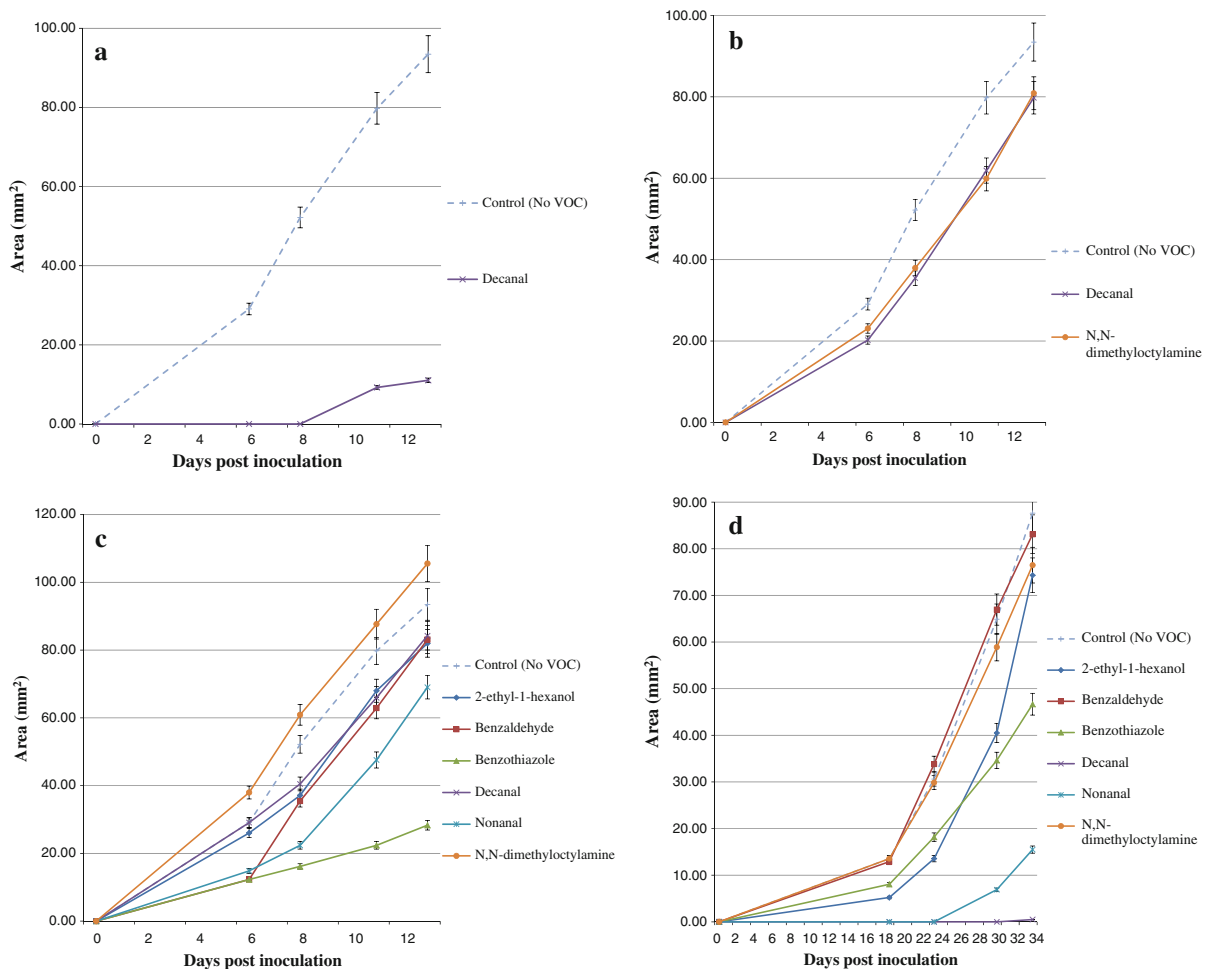 a
100.00
80.00
60.00
40.00
20.00
0.00
Area (mm²)
0 2 4 6 8 10 12
Days post inoculation
Control (No VOC)
Decanal
b
100.00
80.00
60.00
40.00
20.00
0.00
Area (mm²)
0 2 4 6 8 10 12
Days post inoculation
Control (No VOC)
Decanal
N,N-
dimethyloctylamine
c
120.00
100.00
80.00
60.00
40.00
20.00
0.00
Area (mm²)
0 2 4 6 8 10 12
Days post inoculation
Control (No VOC)
2-ethyl-1-hexanol
Benzaldehyde
Benzothiazole
Decanal
Nonanal
N,N-dimethyloctylamine
d
90.00
80.00
70.00
60.00
50.00
40.00
30.00
20.00
10.00
0.00
Area (mm²)
0 2 4 6 8 10 12 14 16 18 20 22 24 26 28 30 32 34
Days post inoculation
Control (No VOC)
2-ethyl-1-hexanol
Benzaldehyde
Benzothiazole
Decanal
Nonanal
N,N-
dimethyloctylamine